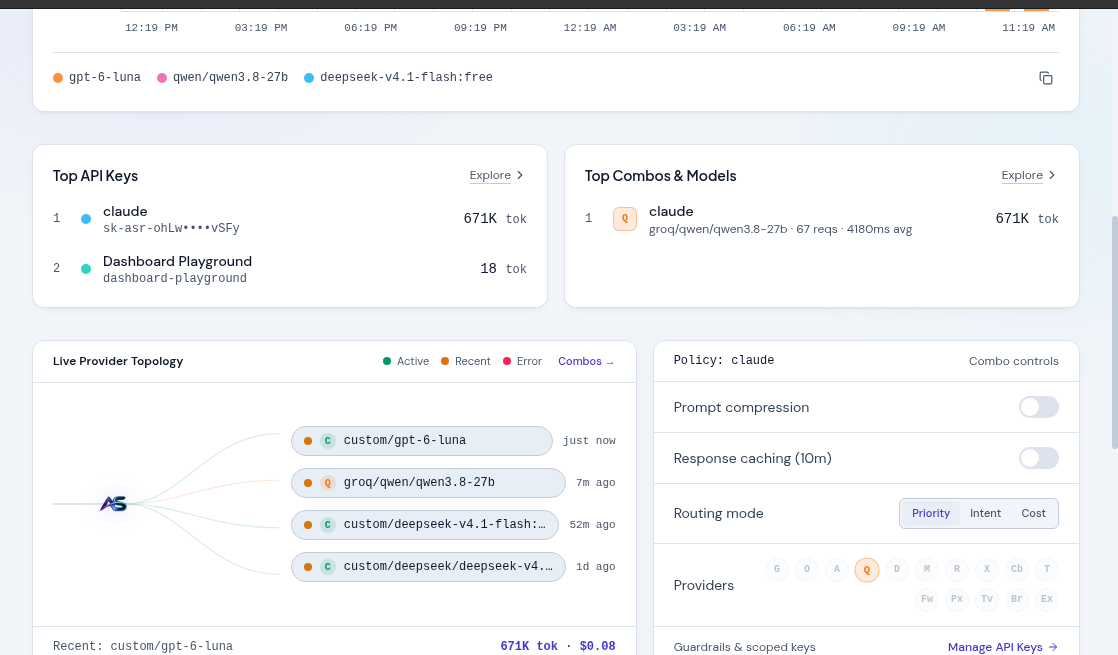 12:19 PM 03:19 PM 06:19 PM 09:19 PM 12:19 AM 03:19 AM 06:19 AM 09:19 AM 11:19 AM
gpt-6-luna qwen/qwen3.8-27b deepseek-v4.1-flash:free
Top API Keys Explore
1 claude 671K tok
sk-asr-ohLw••••vSFy
2 Dashboard Playground 18 tok
dashboard-playground
Top Combos & Models Explore
1 Q claude 671K tok
groq/qwen/qwen3.8-27b · 67 reqs · 4180ms avg
Live Provider Topology Active Recent Error Combos →
AS
C custom/gpt-6-luna just now
Q groq/qwen/qwen3.8-27b 7m ago
C custom/deepseek-v4.1-flash:… 52m ago
C custom/deepseek/deepseek-v4.… 1d ago
Recent: custom/gpt-6-luna 671K tok · $0.08
Policy: claude Combo controls
Prompt compression
Response caching (10m)
Routing mode Priority Intent Cost
Providers G O A Q D M R X Cb T
Fw Px Tv Br Ex
Guardrails & scoped keys Manage API Keys →